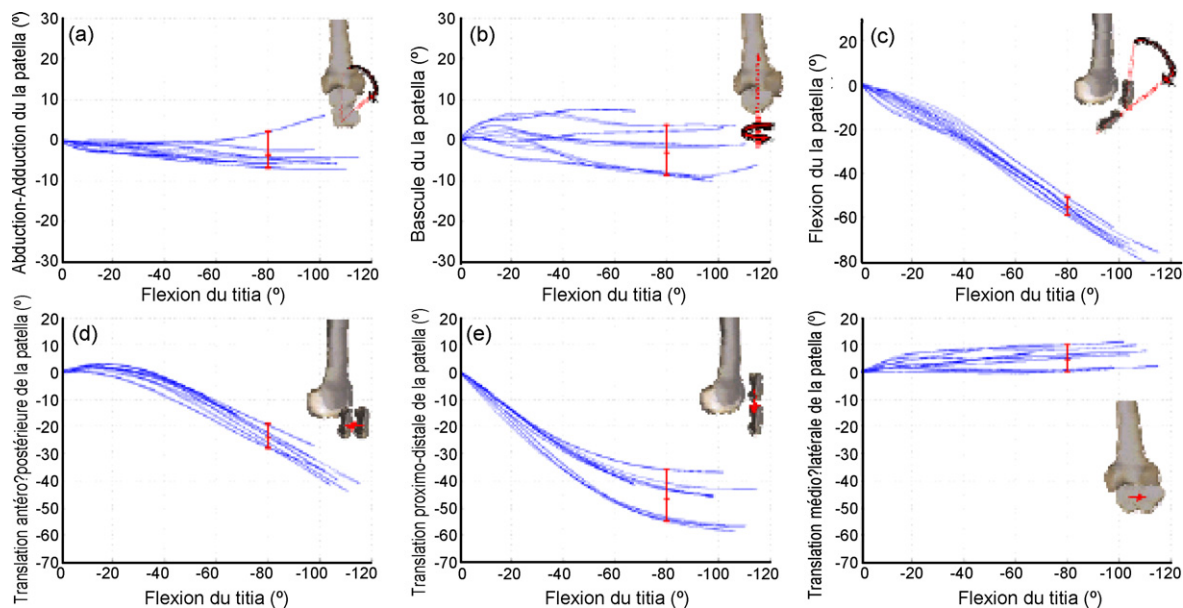 (a)
Abduction-Adduction du la patella (º)
30
20
10
0
-10
-20
-30
0 -20 -40 -60 -80 -100 -120
Flexion du titia (º)
(b)
Bascule du la patella (º)
30
20
10
0
-10
-20
-30
0 -20 -40 -60 -80 -100 -120
Flexion du titia (º)
(c)
Flexion du la patella (º)
20
0
-20
-40
-60
-80
0 -20 -40 -60 -80 -100 -120
Flexion du titia (º)
(d)
Translation antéro?postérieure de la patella (º)
20
10
0
-10
-20
-30
-40
-50
-60
-70
0 -20 -40 -60 -80 -100 -120
Flexion du titia (º)
(e)
Translation proximo-distale de la patella (º)
20
10
0
-10
-20
-30
-40
-50
-60
-70
0 -20 -40 -60 -80 -100 -120
Flexion du titia (º)
Translation médio?latérale de la patella (º)
20
10
0
-10
-20
-30
-40
-50
-60
-70
0 -20 -40 -60 -80 -100 -120
Flexion du titia (º)